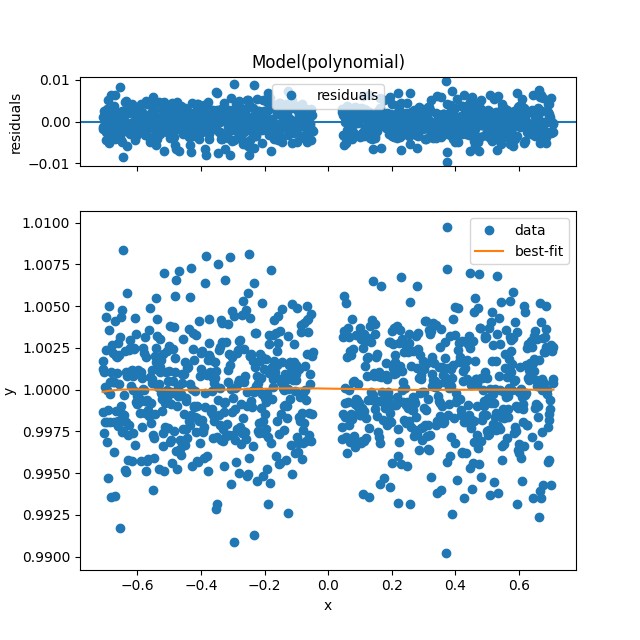 Model(polynomial)
0.01
0.00
−0.01
residuals
residuals
1.0100
1.0075
1.0050
1.0025
1.0000
0.9975
0.9950
0.9925
0.9900
y
data
best-fit
−0.6 −0.4 −0.2 0.0 0.2 0.4 0.6
x